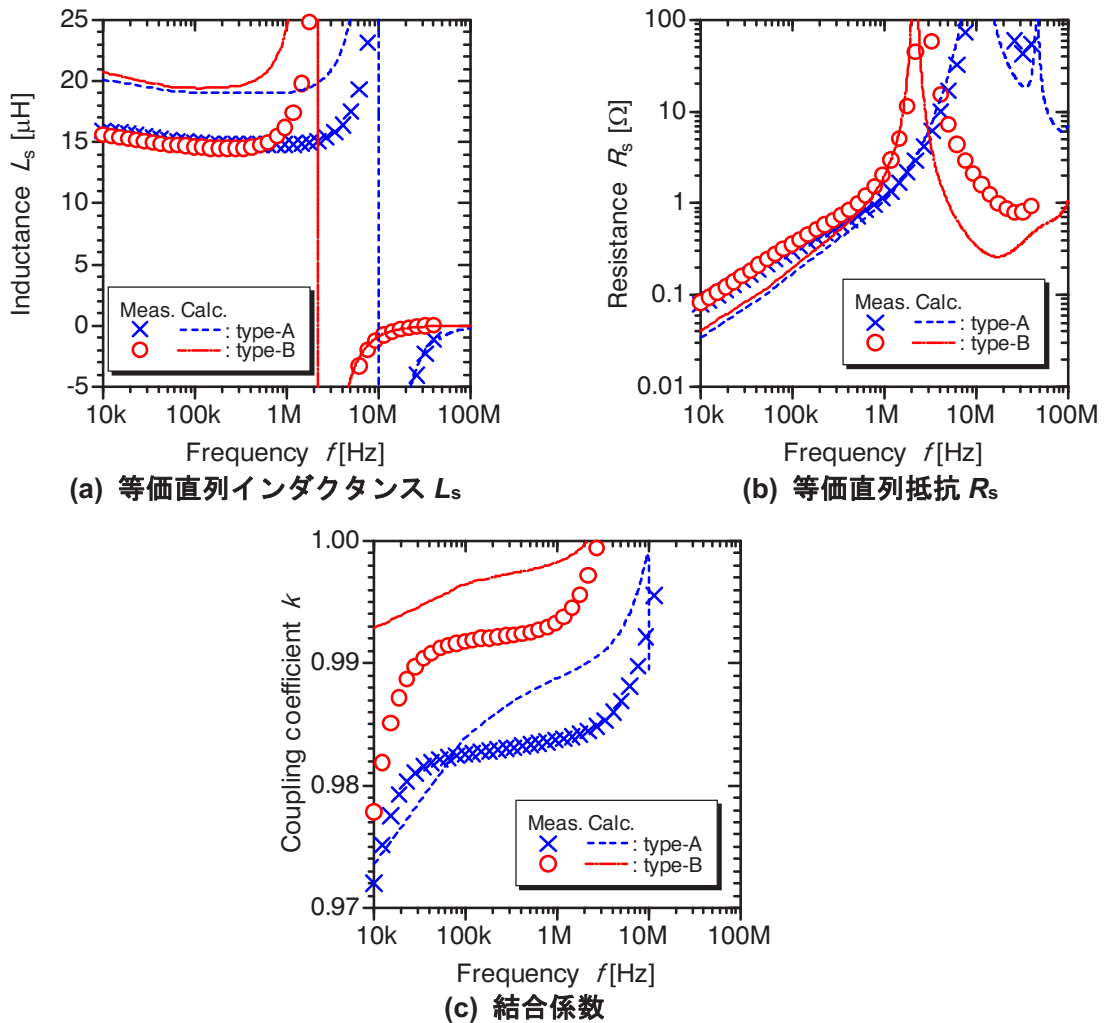 25
20
15
10
5
0
-5
Inductance Ls [μH]
Meas. Calc.
: type-A
: type-B
10k 100k 1M 10M 100M
Frequency f [Hz]
(a) 等価直列インダクタンス Ls
100
10
1
0.1
0.01
Resistance Rs [Ω]
Meas. Calc.
: type-A
: type-B
10k 100k 1M 10M 100M
Frequency f [Hz]
(b) 等価直列抵抗 Rs
1.00
0.99
0.98
0.97
Coupling coefficient k
Meas. Calc.
: type-A
: type-B
10k 100k 1M 10M 100M
Frequency f [Hz]
(c) 結合係数